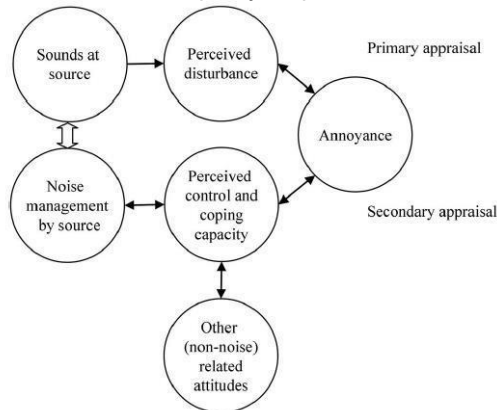 Sounds at
source
Perceived
disturbance
Primary appraisal
Annoyance
Noise
management
by source
Perceived
control and
coping
capacity
Secondary appraisal
Other
(non-noise)
related
attitudes